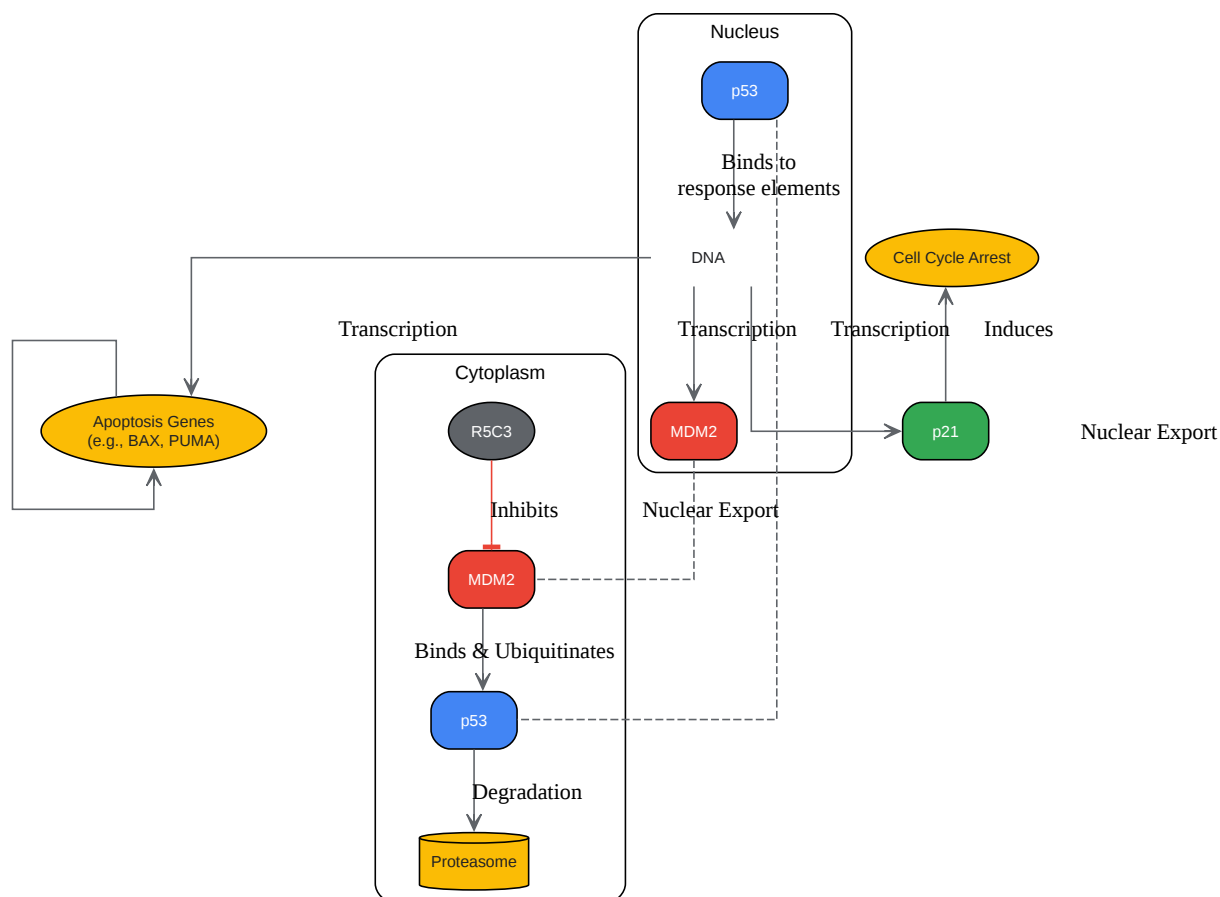 Nucleus
p53
Binds to
response elements
DNA
Cell Cycle Arrest
Transcription
Transcription
Transcription
Induces
Cytoplasm
Apoptosis Genes
(e.g., BAX, PUMA)
R5C3
MDM2
p21
Nuclear Export
Inhibits
Nuclear Export
MDM2
Binds & Ubiquitinates
p53
Degradation
Proteasome